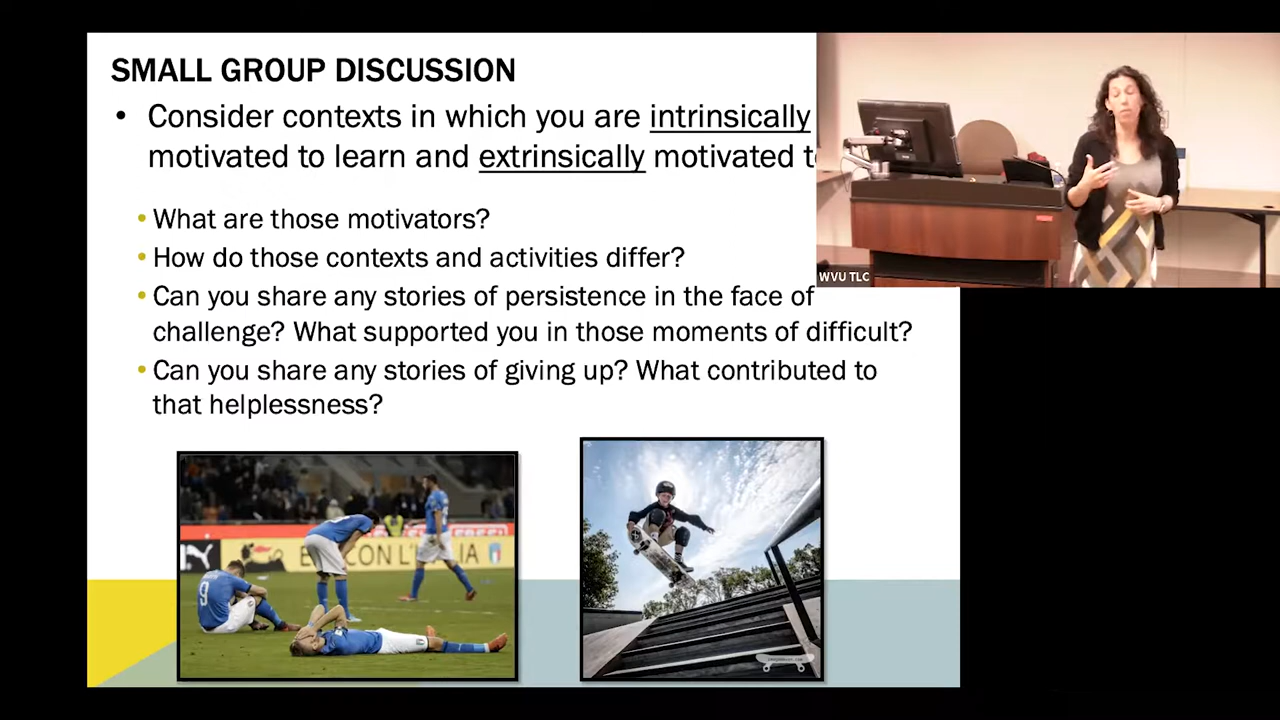 SMALL GROUP DISCUSSION
• Consider contexts in which you are intrinsically
motivated to learn and extrinsically motivated t
• What are those motivators?
• How do those contexts and activities differ?
• Can you share any stories of persistence in the face of
challenge? What supported you in those moments of difficult?
• Can you share any stories of giving up? What contributed to
that helplessness?
WVU TLC
9